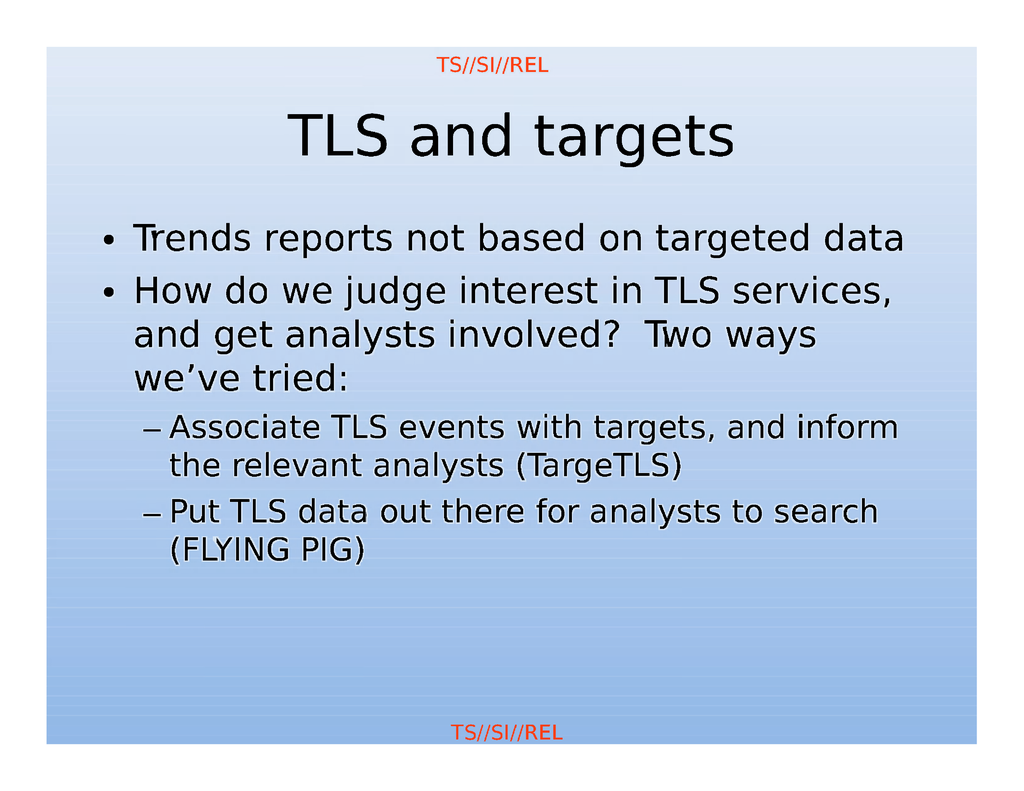 TS//SI//REL
TLS and targets
• Trends reports not based on targeted data
• How do we judge interest in TLS services,
and get analysts involved?  Two ways
we’ve tried:
– Associate TLS events with targets, and inform
the relevant analysts (TargeTLS)
– Put TLS data out there for analysts to search
(FLYING PIG)
TS//SI//REL